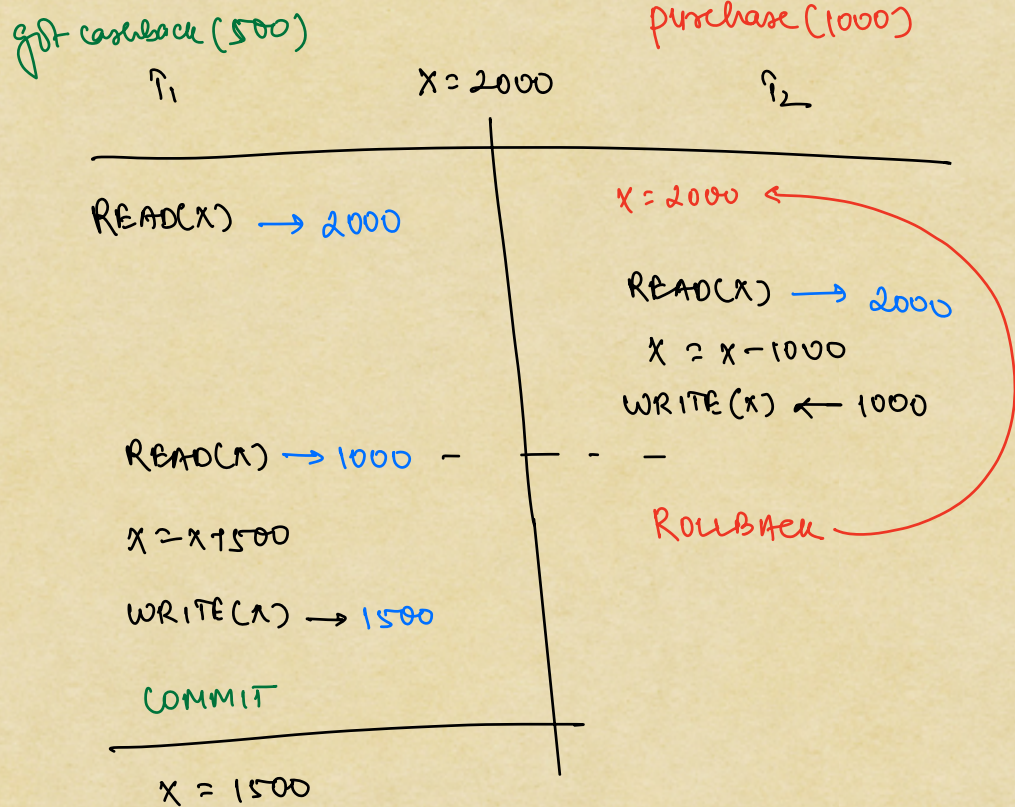 got cashback (500)
purchase (1000)
T1
X = 2000
T2
READ(X) → 2000
X = 2000
READ(X) → 2000
X = X - 1000
WRITE(X) ← 1000
READ(X) → 1000
ROLLBACK
X = X + 500
WRITE(X) → 1500
COMMIT
X = 1500